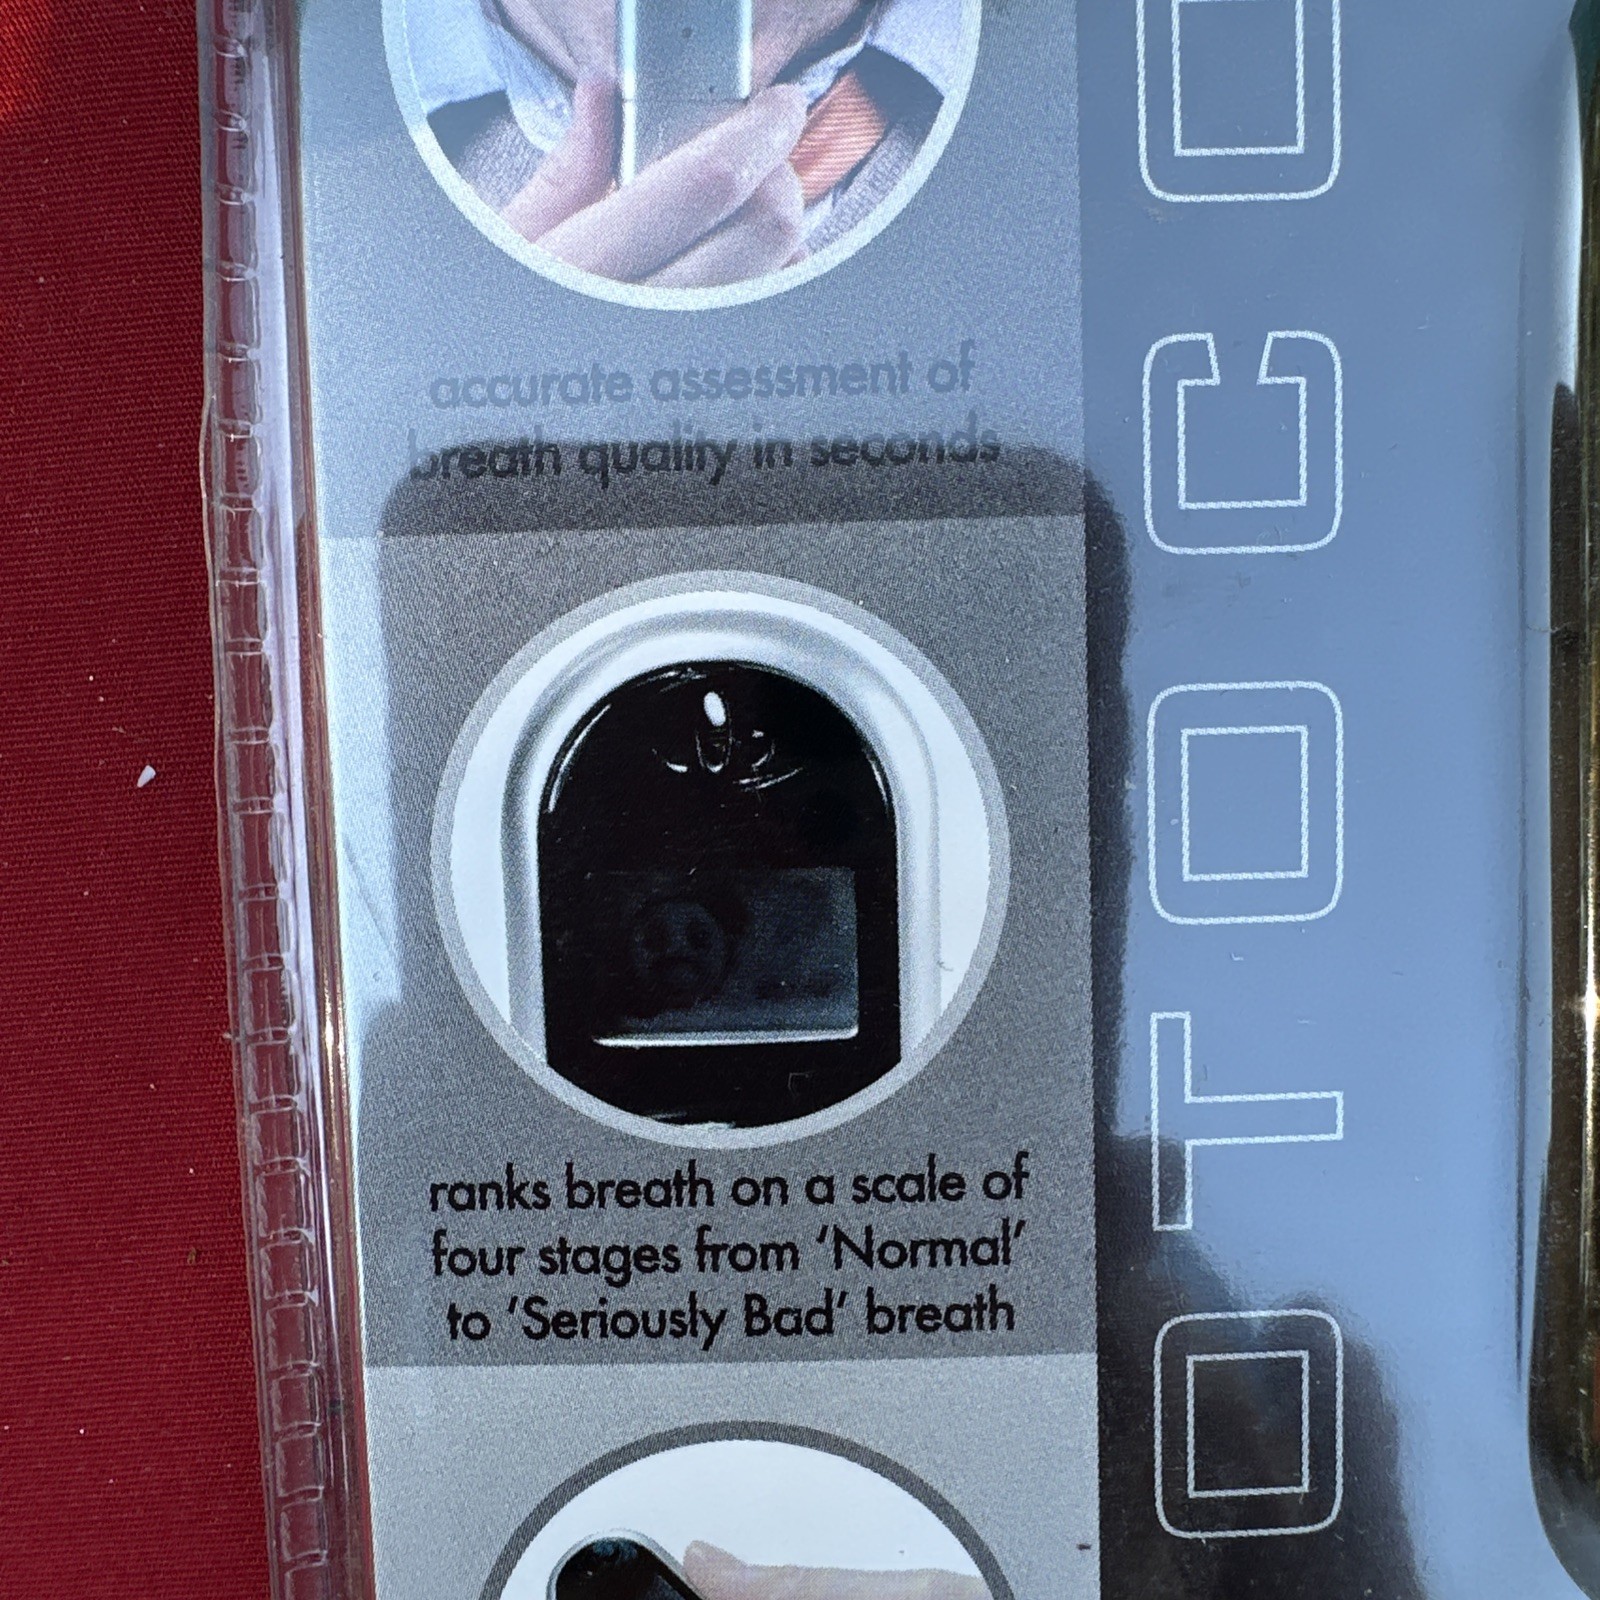 accurate assessment of
breath quality in seconds
ranks breath on a scale of
four stages from ‘Normal’
to ‘Seriously Bad’ breath
OTOCO